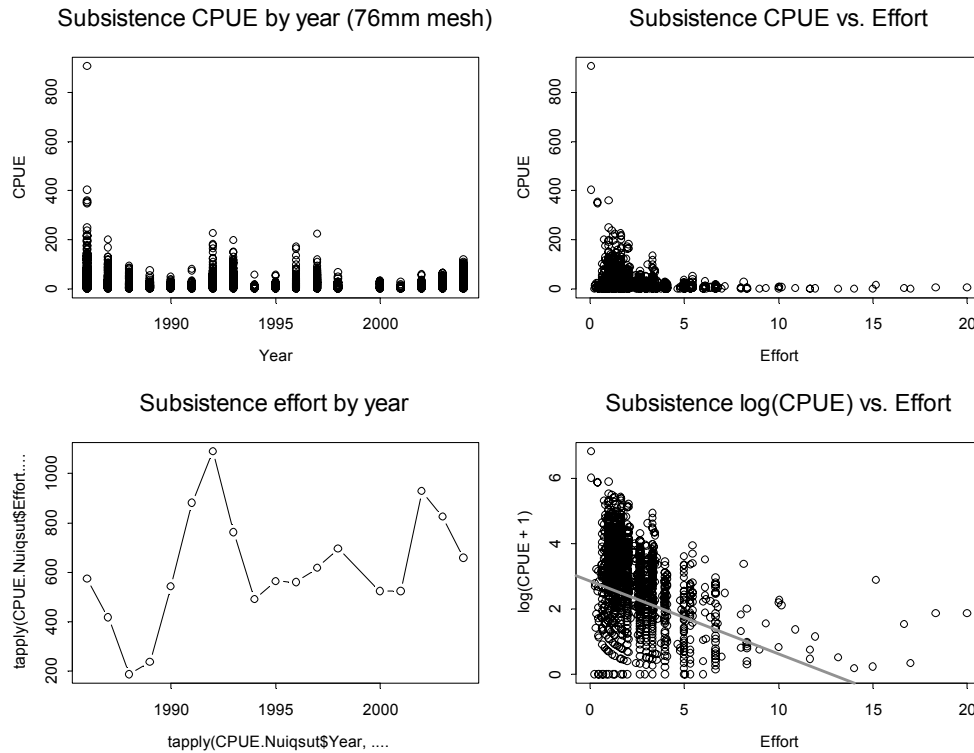 Subsistence CPUE by year (76mm mesh)
CPUE
0 200 400 600 800
1990 1995 2000
Year
Subsistence CPUE vs. Effort
CPUE
0 200 400 600 800
0 5 10 15 20
Effort
Subsistence effort by year
tapply(CPUE.Nuiqsut$Effort....
200 400 600 800 1000
1990 1995 2000
tapply(CPUE.Nuiqsut$Year, ....
Subsistence log(CPUE) vs. Effort
log(CPUE + 1)
0 2 4 6
0 5 10 15 20
Effort